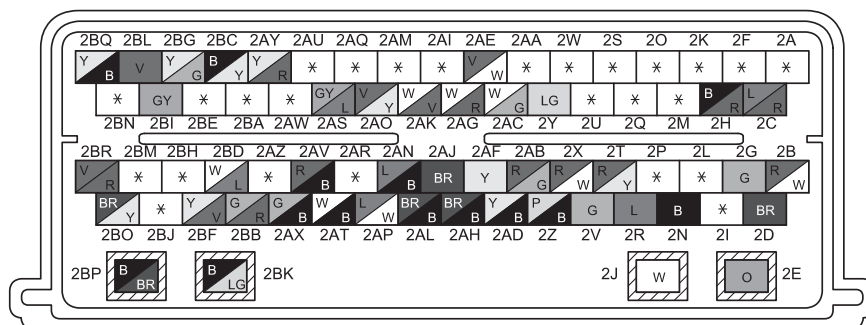 2BQ 2BL 2BG 2BC 2AY 2AU 2AQ 2AM 2AI 2AE 2AA 2W 2S 2O 2K 2F 2A
Y B V Y G B Y Y R * * * * V W * * * * * * *
* GY * * * GY L V Y W V W R W G LG * * * B R L R
2BN 2BI 2BE 2BA 2AW 2AS 2AO 2AK 2AG 2AC 2Y 2U 2Q 2M 2H 2C
2BR 2BM 2BH 2BD 2AZ 2AV 2AR 2AN 2AJ 2AF 2AB 2X 2T 2P 2L 2G 2B
V R * * W L * R B * L B BR Y R G R W R Y * * G R W
BR Y * Y V G R G B W B L W BR B BR B Y B P B G L B * BR
2BO 2BJ 2BF 2BB 2AX 2AT 2AP 2AL 2AH 2AD 2Z 2V 2R 2N 2I 2D
2BP B BR B LG 2BK 2J W O 2E